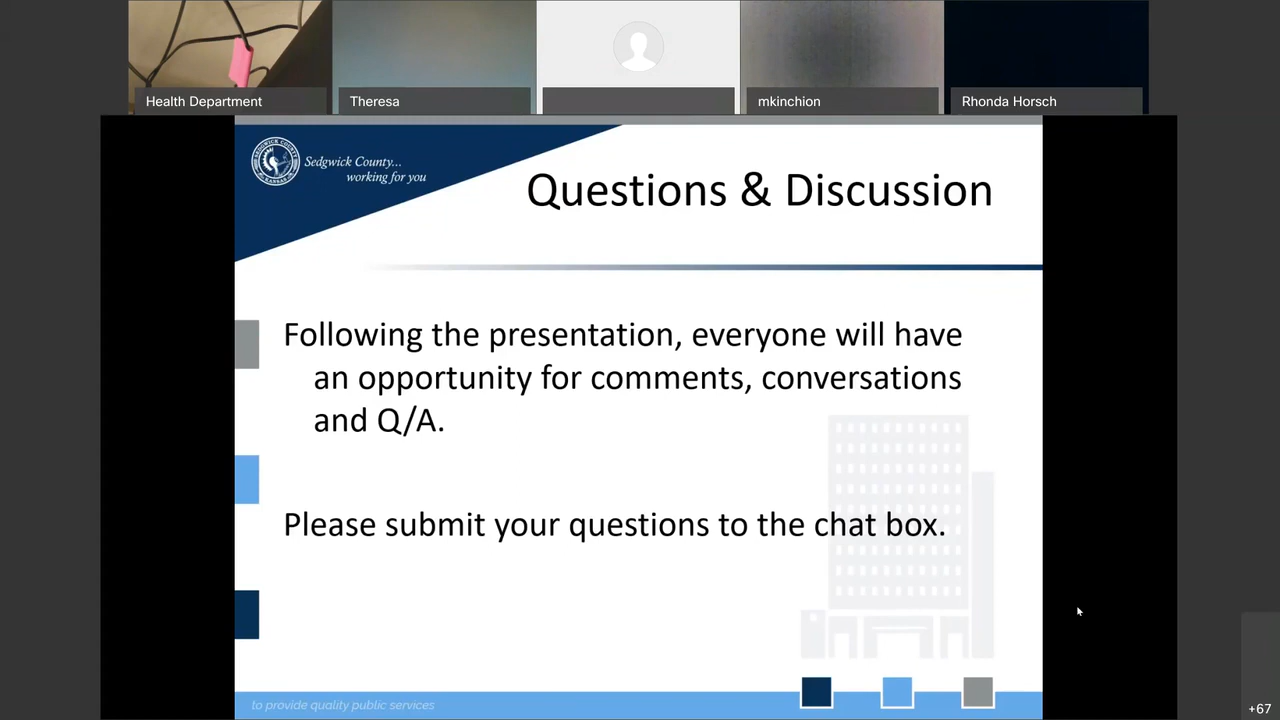 Health Department
Theresa
mkinchion
Rhonda Horsch
Sedgwick County...
working for you
Questions & Discussion
Following the presentation, everyone will have
an opportunity for comments, conversations
and Q/A.
Please submit your questions to the chat box.
to provide quality public services
+67